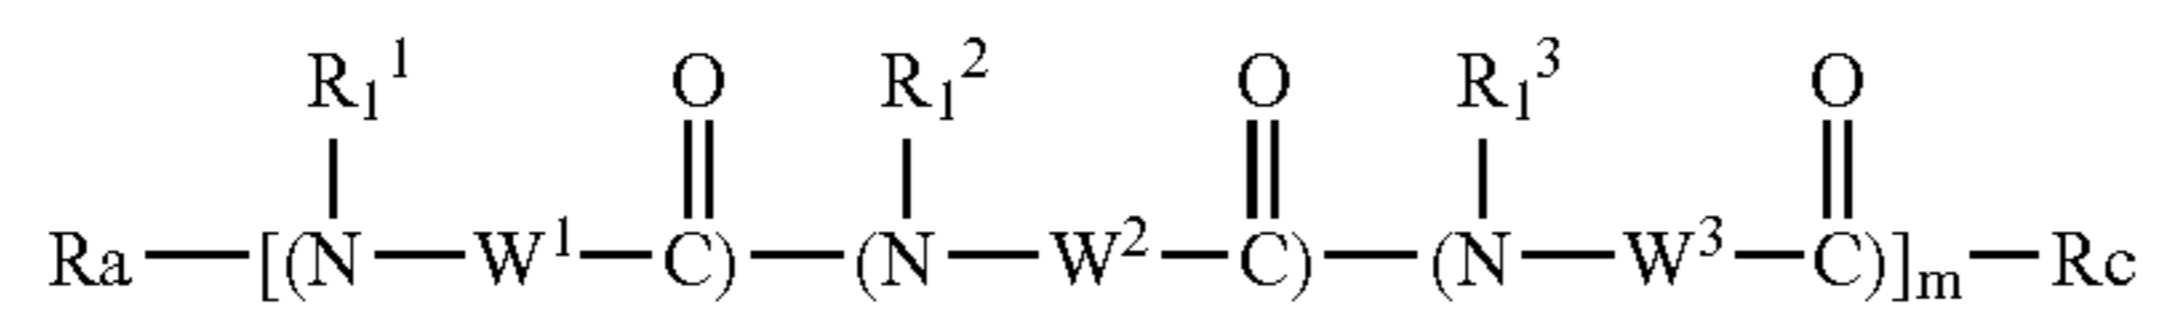 R₁¹ O R₁² O R₁³ O
Ra—[(N—W¹—C)—(N—W²—C)—(N—W³—C)]ₘ—Rc